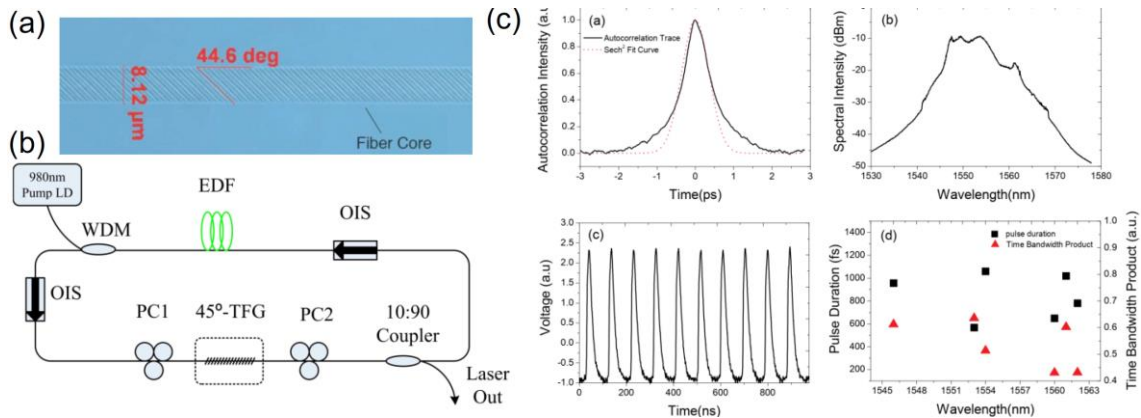 (a)
44.6 deg
8.12 μm
Fiber Core
(b)
980nm
Pump LD
WDM
EDF
OIS
OIS
PC1
45°-TFG
PC2
10:90
Coupler
Laser
Out
(c)
(a)
Autocorrelation Trace
Sech² Fit Curve
Autocorrelation Intensity (a.u.)
1.0
0.8
0.6
0.4
0.2
0.0
-3 -2 -1 0 1 2 3
Time(ps)
(b)
Spectral Intensity (dBm)
0
-10
-20
-30
-40
-50
1530 1540 1550 1560 1570 1580
Wavelength(nm)
(c)
Voltage (a.u)
3.0
2.5
2.0
1.5
1.0
0.5
0.0
-0.5
-1.0
0 200 400 600 800
Time(ns)
(d)
pulse duration
Time Bandwidth Product
Pulse Duration (fs)
1400
1200
1000
800
600
400
200
1545 1548 1551 1554 1557 1560 1563
Wavelength(nm)
Time Bandwidth Product (a.u.)
1.0
0.9
0.8
0.7
0.6
0.5
0.4